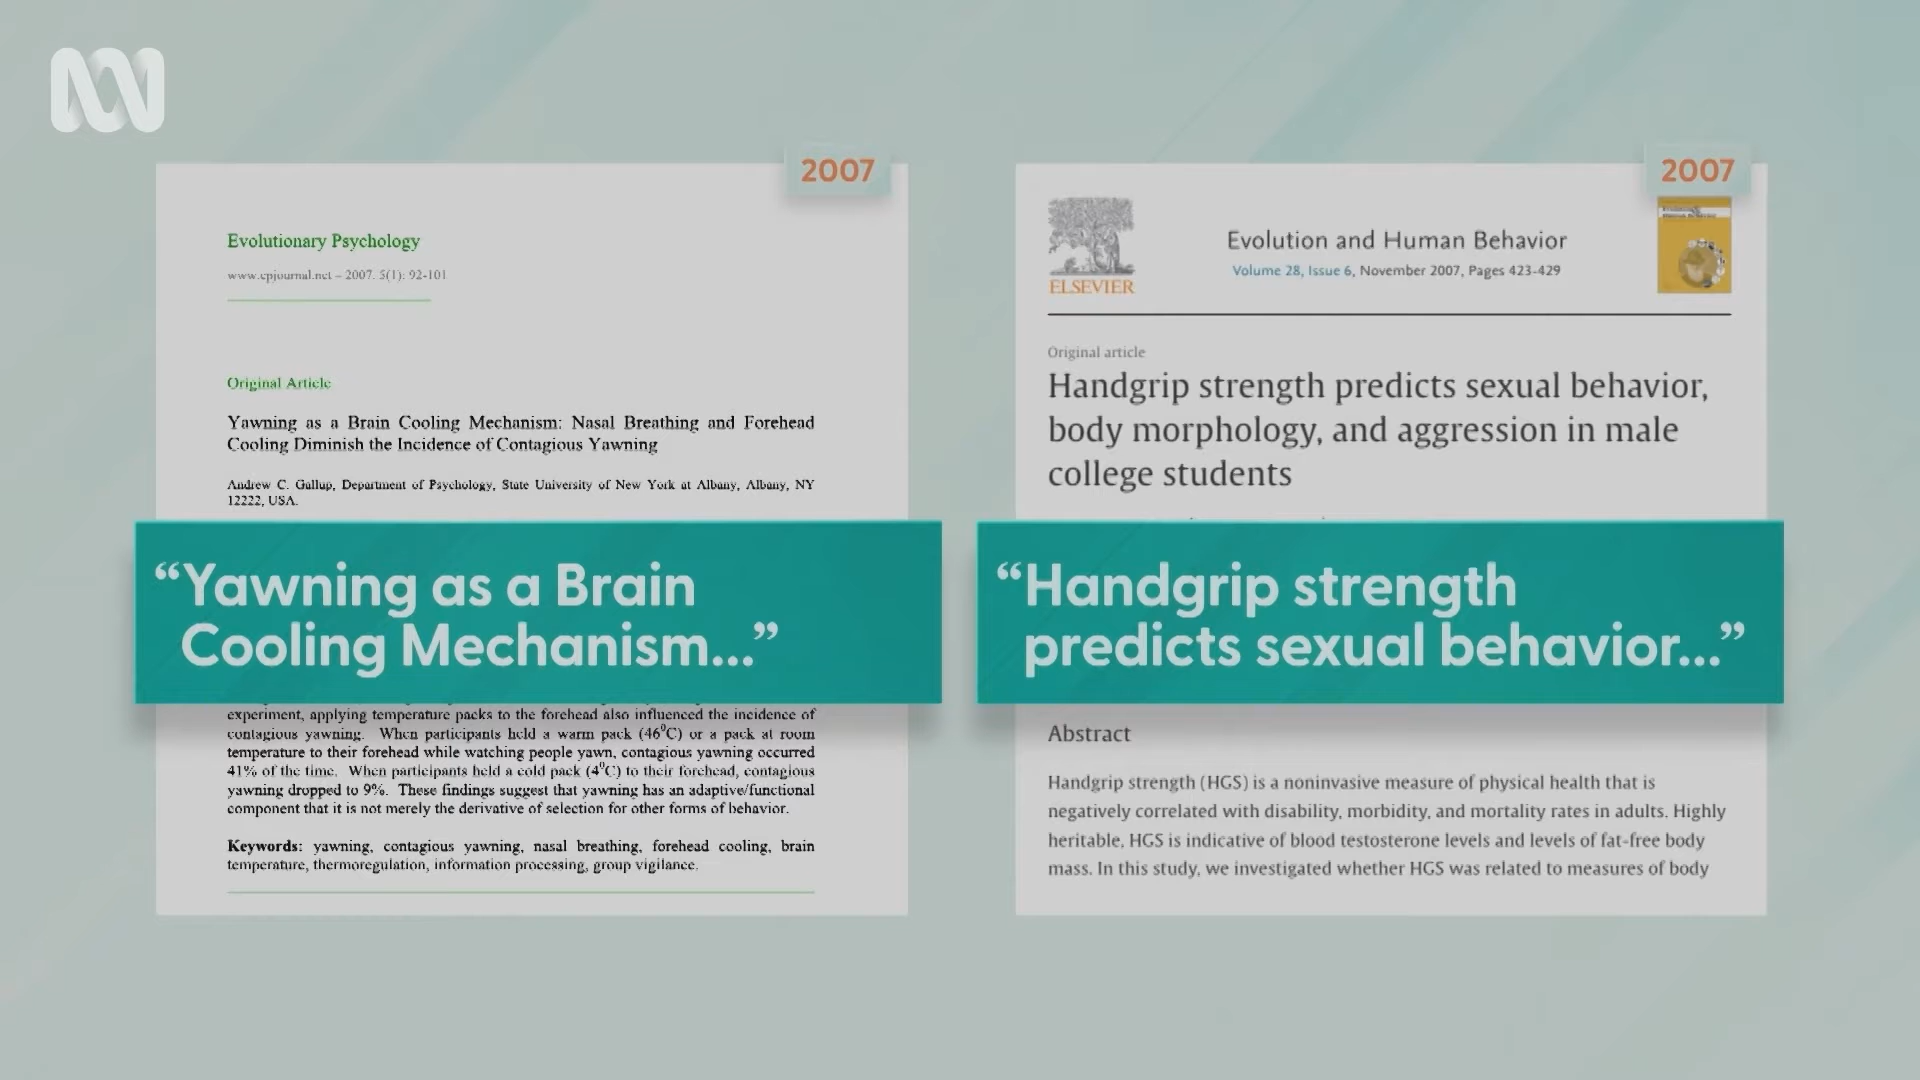 2007
Evolutionary Psychology
www.epjournal.net – 2007. 5(1): 92-101
Original Article
Yawning as a Brain Cooling Mechanism: Nasal Breathing and Forehead
Cooling Diminish the Incidence of Contagious Yawning
Andrew C. Gallup, Department of Psychology, State University of New York at Albany, Albany, NY
12222, USA.
“Yawning as a Brain
Cooling Mechanism...”
experiment, applying temperature packs to the forehead also influenced the incidence of
contagious yawning. When participants held a warm pack (46⁰C) or a pack at room
temperature to their forehead while watching people yawn, contagious yawning occurred
41% of the time. When participants held a cold pack (4⁰C) to their forehead, contagious
yawning dropped to 9%. These findings suggest that yawning has an adaptive/functional
component that it is not merely the derivative of selection for other forms of behavior.
Keywords: yawning, contagious yawning, nasal breathing, forehead cooling, brain
temperature, thermoregulation, information processing, group vigilance.
2007
ELSEVIER
Evolution and Human Behavior
Volume 28, Issue 6, November 2007, Pages 423-429
Original article
Handgrip strength predicts sexual behavior,
body morphology, and aggression in male
college students
“Handgrip strength
predicts sexual behavior...”
Abstract
Handgrip strength (HGS) is a noninvasive measure of physical health that is
negatively correlated with disability, morbidity, and mortality rates in adults. Highly
heritable, HGS is indicative of blood testosterone levels and levels of fat-free body
mass. In this study, we investigated whether HGS was related to measures of body